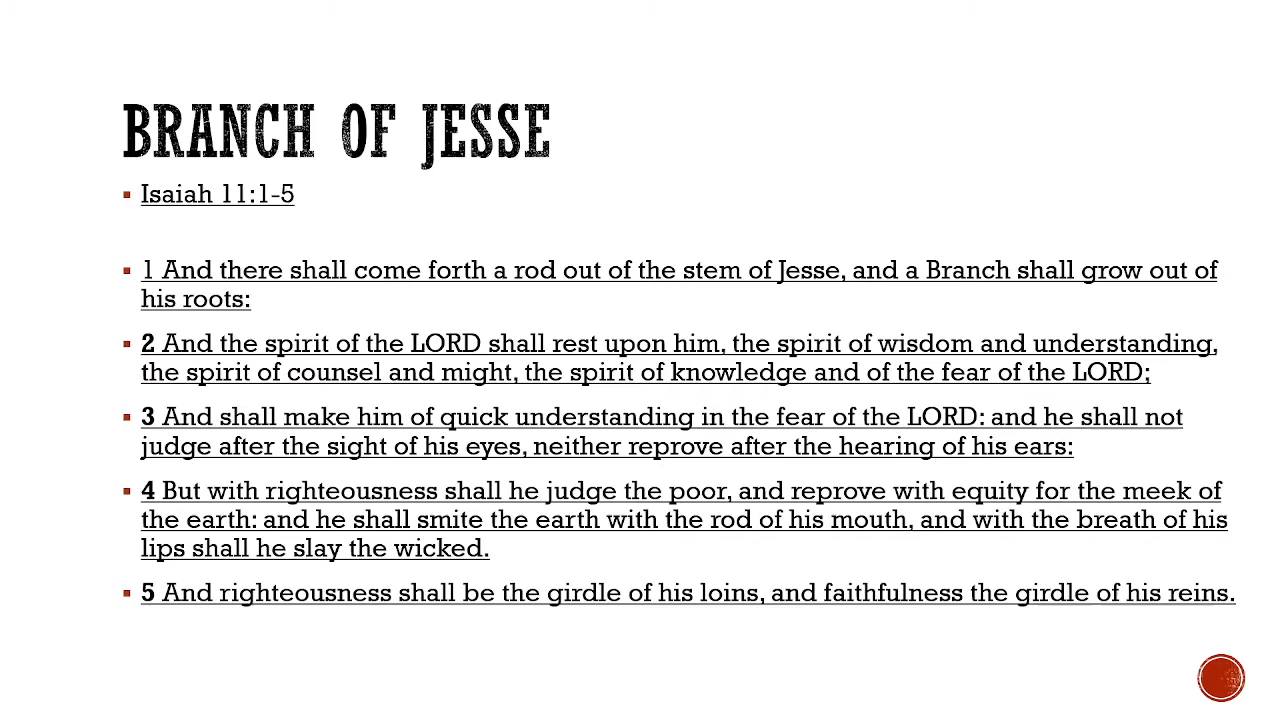 BRANCH OF JESSE
▪ Isaiah 11:1-5
▪ 1 And there shall come forth a rod out of the stem of Jesse, and a Branch shall grow out of
his roots:
▪ 2 And the spirit of the LORD shall rest upon him, the spirit of wisdom and understanding,
the spirit of counsel and might, the spirit of knowledge and of the fear of the LORD;
▪ 3 And shall make him of quick understanding in the fear of the LORD: and he shall not
judge after the sight of his eyes, neither reprove after the hearing of his ears:
▪ 4 But with righteousness shall he judge the poor, and reprove with equity for the meek of
the earth: and he shall smite the earth with the rod of his mouth, and with the breath of his
lips shall he slay the wicked.
▪ 5 And righteousness shall be the girdle of his loins, and faithfulness the girdle of his reins.